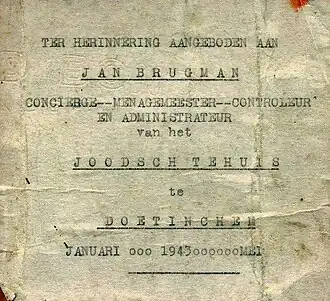 TER HERINNERING AANGEBODEN AAN
JAN BRUGMAN
CONCIERGE--MENAGEMEESTER--CONTROLEUR
EN ADMINISTRATEUR
van het
JOODSCH TEHUIS
te
DOETINCHEM
JANUARI ooo 1943ooooooMEI